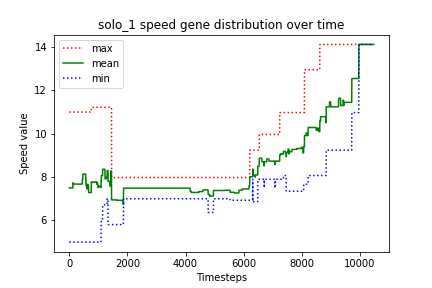 solo_1 speed gene distribution over time
max
mean
min
Speed value
14
12
10
8
6
0 2000 4000 6000 8000 10000
Timesteps